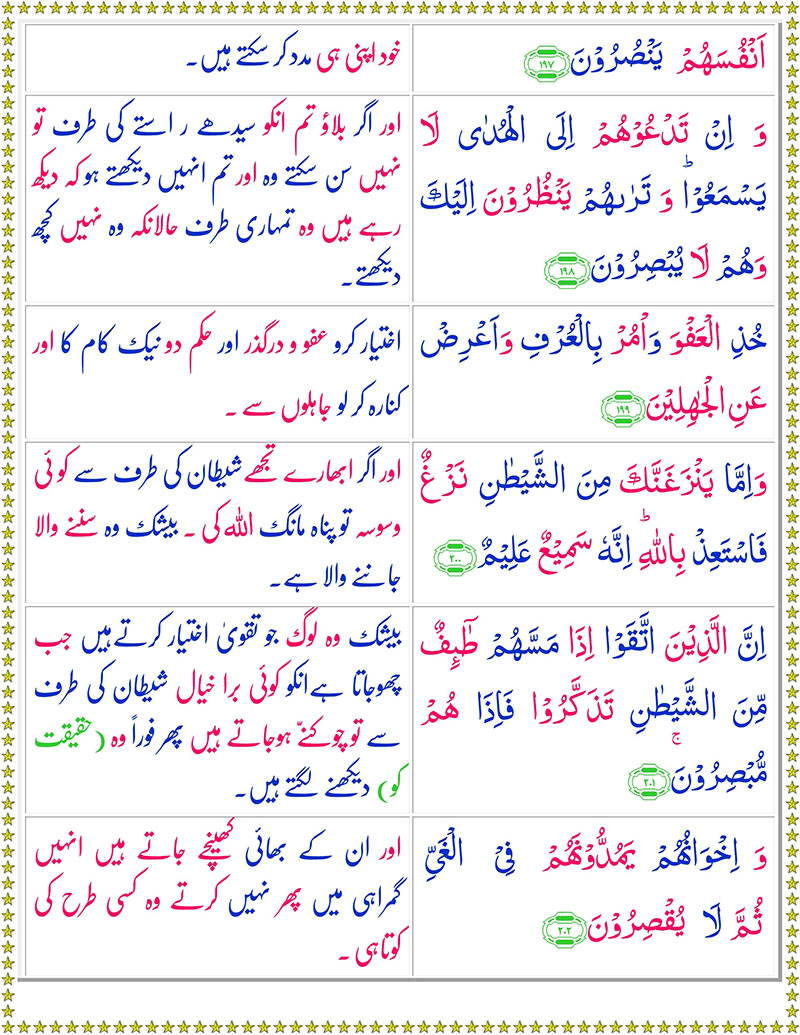 اَنْفُسَهُمْ يَنْصُرُوْنَ ﴿۱۹۷﴾
خود اپنی ہی مدد کر سکتے ہیں۔
وَ اِنْ تَدْعُوْهُمْ اِلَى الْهُدٰى لَا
يَسْمَعُوْا ؕ وَ تَرٰىهُمْ يَنْظُرُوْنَ اِلَيْكَ
وَهُمْ لَا يُبْصِرُوْنَ ﴿۱۹۸﴾
اور اگر بلاؤ تم انکو سیدھے راستے کی طرف تو
نہیں سن سکتے وہ اور تم انہیں دیکھتے ہو کہ دیکھ
رہے ہیں وہ تمہاری طرف حالانکہ وہ نہیں کچھ
دیکھتے۔
خُذِ الْعَفْوَ وَاْمُرْ بِالْعُرْفِ وَاَعْرِضْ
عَنِ الْجٰهِلِيْنَ ﴿۱۹۹﴾
اختیار کرو عفو و درگذر اور حکم دو نیک کام کا اور
کنارہ کر لو جاہلوں سے ۔
وَاِمَّا يَنْزَغَنَّكَ مِنَ الشَّيْطٰنِ نَزْغٌ
فَاسْتَعِذْ بِاللّٰهِ ؕ اِنَّهٗ سَمِيْعٌ عَلِيْمٌ ﴿۲۰۰﴾
اور اگر ابھارے تجھے شیطان کی طرف سے کوئی
وسوسہ تو پناہ مانگ اللہ کی ۔ بیشک وہ سننے والا
جاننے والا ہے۔
اِنَّ الَّذِيْنَ اتَّقَوْا اِذَا مَسَّهُمْ طٰٓئِفٌ
مِّنَ الشَّيْطٰنِ تَذَكَّرُوْا فَاِذَا هُمْ
مُّبْصِرُوْنَ ۚ ﴿۲۰۱﴾
بیشک وہ لوگ جو تقویٰ اختیار کرتے ہیں جب
چھو جاتا ہے انکو کوئی برا خیال شیطان کی طرف
سے تو چوکنےّ ہو جاتے ہیں پھر فوراً وہ (حقیقت
کو) دیکھنے لگتے ہیں۔
وَ اِخْوَانُهُمْ يَمُدُّوْنَهُمْ فِى الْغَىِّ
ثُمَّ لَا يُقْصِرُوْنَ ﴿۲۰۲﴾
اور ان کے بھائی کھینچے جاتے ہیں انہیں
گمراہی میں پھر نہیں کرتے وہ کسی طرح کی
کوتاہی ۔